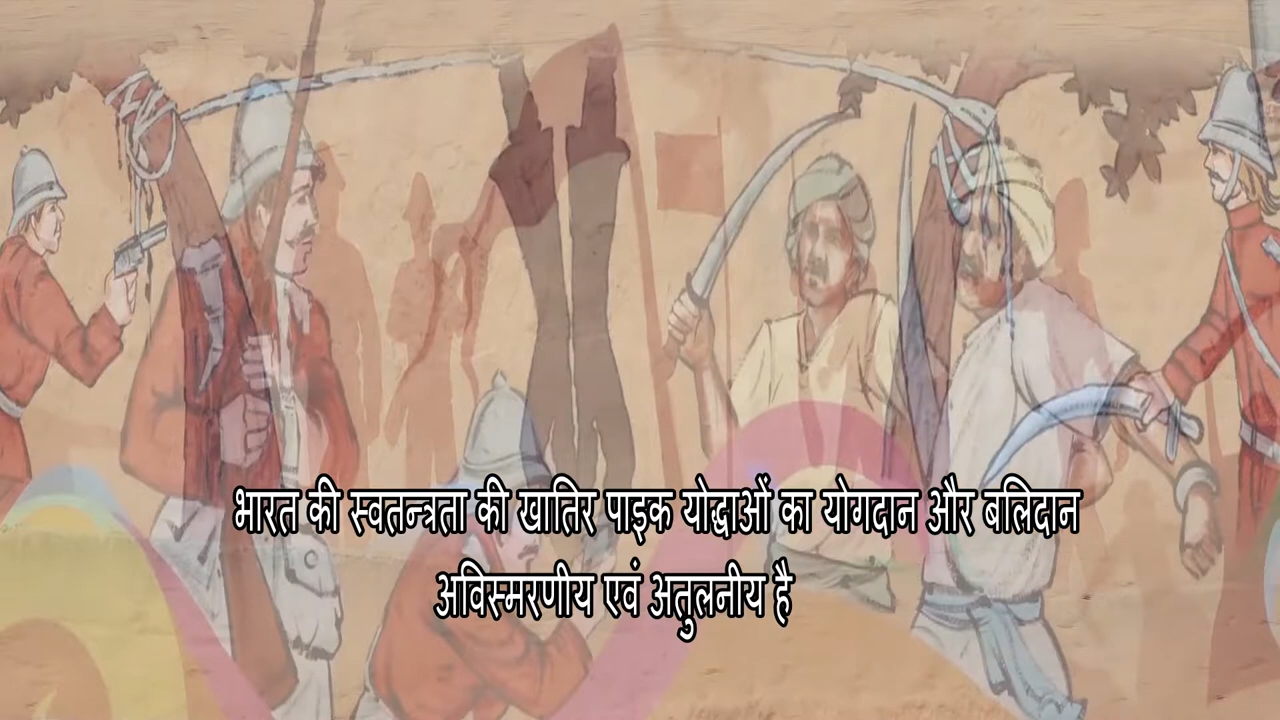 भारत की स्वतन्त्रता की खातिर पाइक योद्धाओं का योगदान और बलिदान
अविस्मरणीय एवं अतुलनीय है